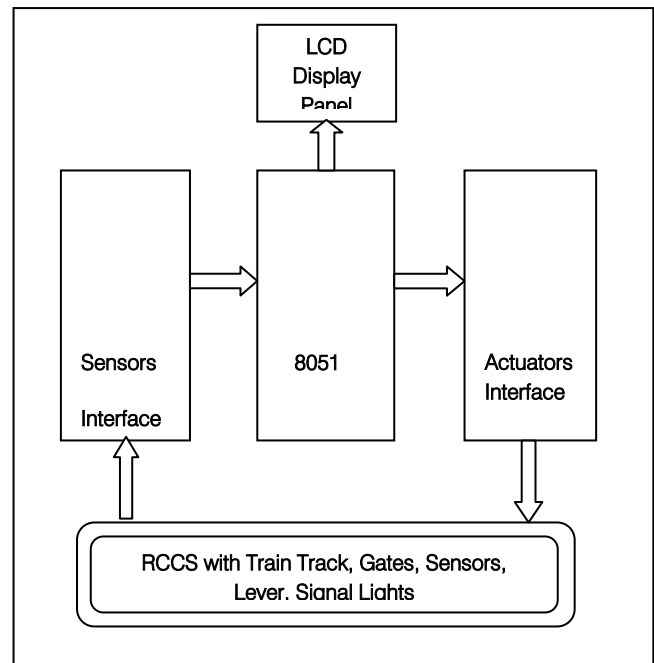 LCD
Display
Panel
Sensors
Interface
8051
Actuators
Interface
RCCS with Train Track, Gates, Sensors,
Lever. Signal Lights